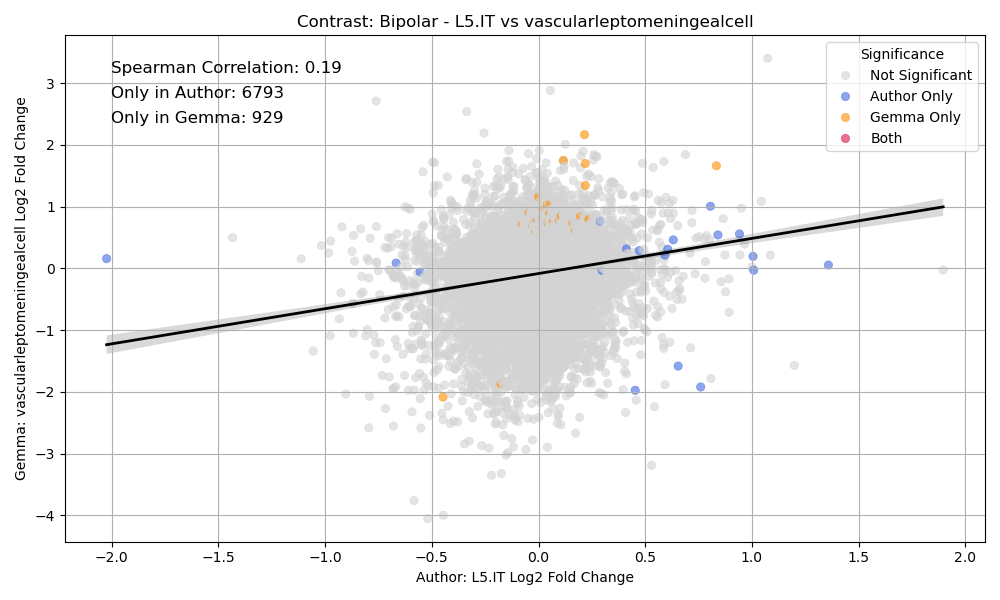 Contrast: Bipolar - L5.IT vs vascularleptomeningealcell
Spearman Correlation: 0.19
Only in Author: 6793
Only in Gemma: 929
Significance
Not Significant
Author Only
Gemma Only
Both
Gemma: vascularleptomeningealcell Log2 Fold Change
3
2
1
0
−1
−2
−3
−4
−2.0
−1.5
−1.0
−0.5
0.0
0.5
1.0
1.5
2.0
Author: L5.IT Log2 Fold Change